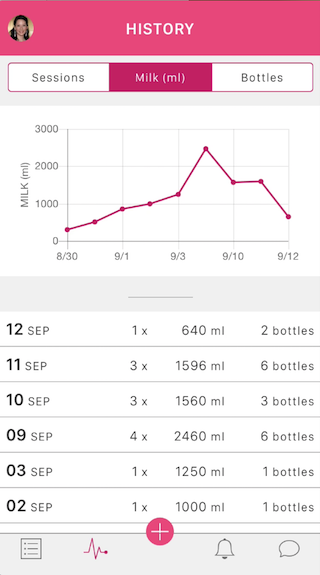 HISTORY
Sessions Milk (ml) Bottles
3000
2000
1000
0
MILK (ml)
8/30 9/1 9/3 9/10 9/12
12 SEP 1 x 640 ml 2 bottles
11 SEP 3 x 1596 ml 6 bottles
10 SEP 3 x 1560 ml 3 bottles
09 SEP 4 x 2460 ml 6 bottles
03 SEP 1 x 1250 ml 1 bottles
02 SEP 1 x 1000 ml 1 bottles